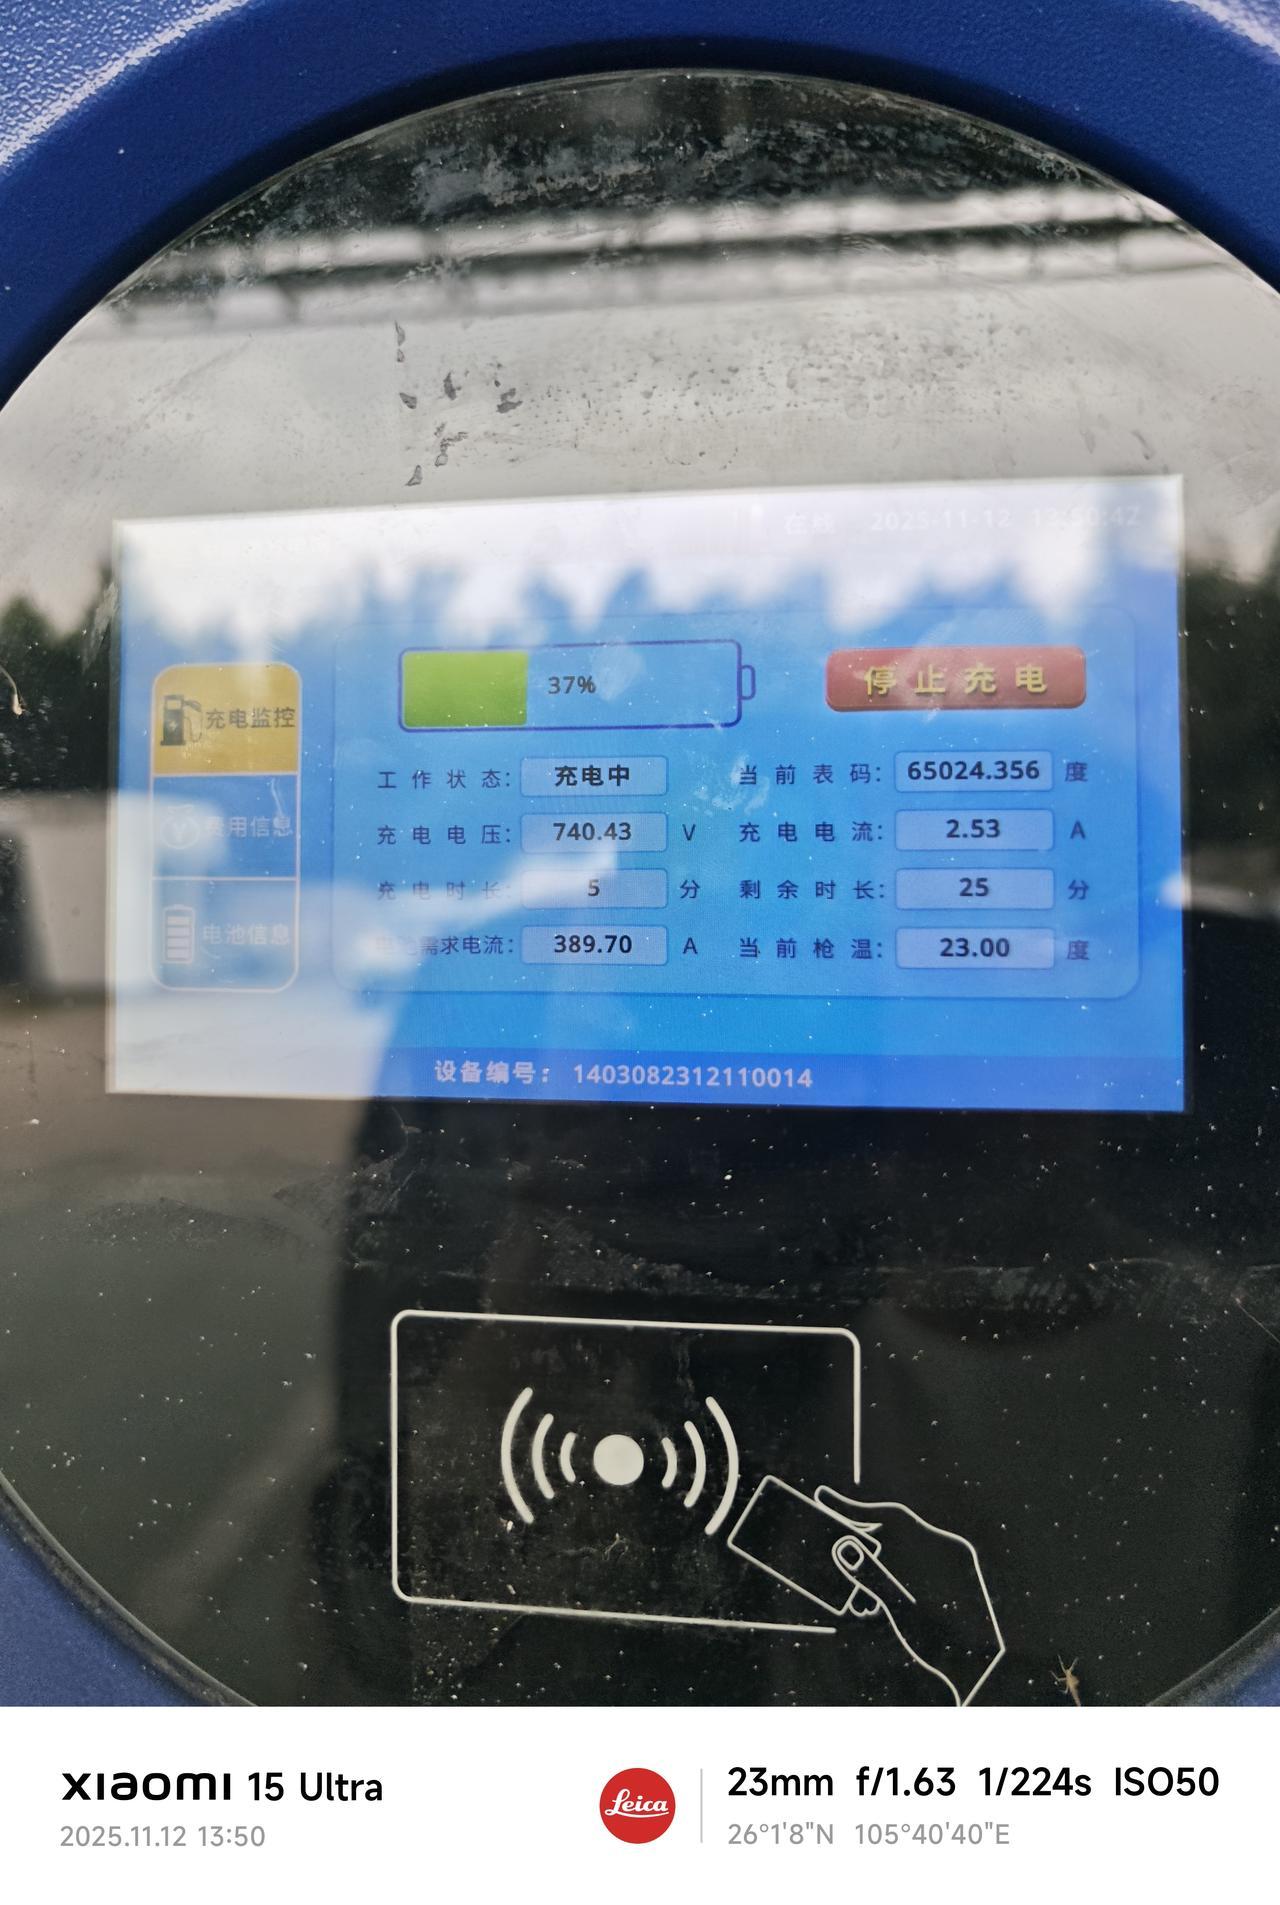 在线 2025-11-12 13:50:42
37%
停止充电
充电监控
费用信息
电池信息
工作状态: 充电中 当前表码: 65024.356 度
充电电压: 740.43 V 充电电流: 2.53 A
充电时长: 5 分 剩余时长: 25 分
电池需求电流: 389.70 A 当前枪温: 23.00 度
设备编号: 1403082312110014
xiaomi 15 Ultra
2025.11.12 13:50
Leica
23mm f/1.63 1/224s ISO50
26°1'8"N 105°40'40"E